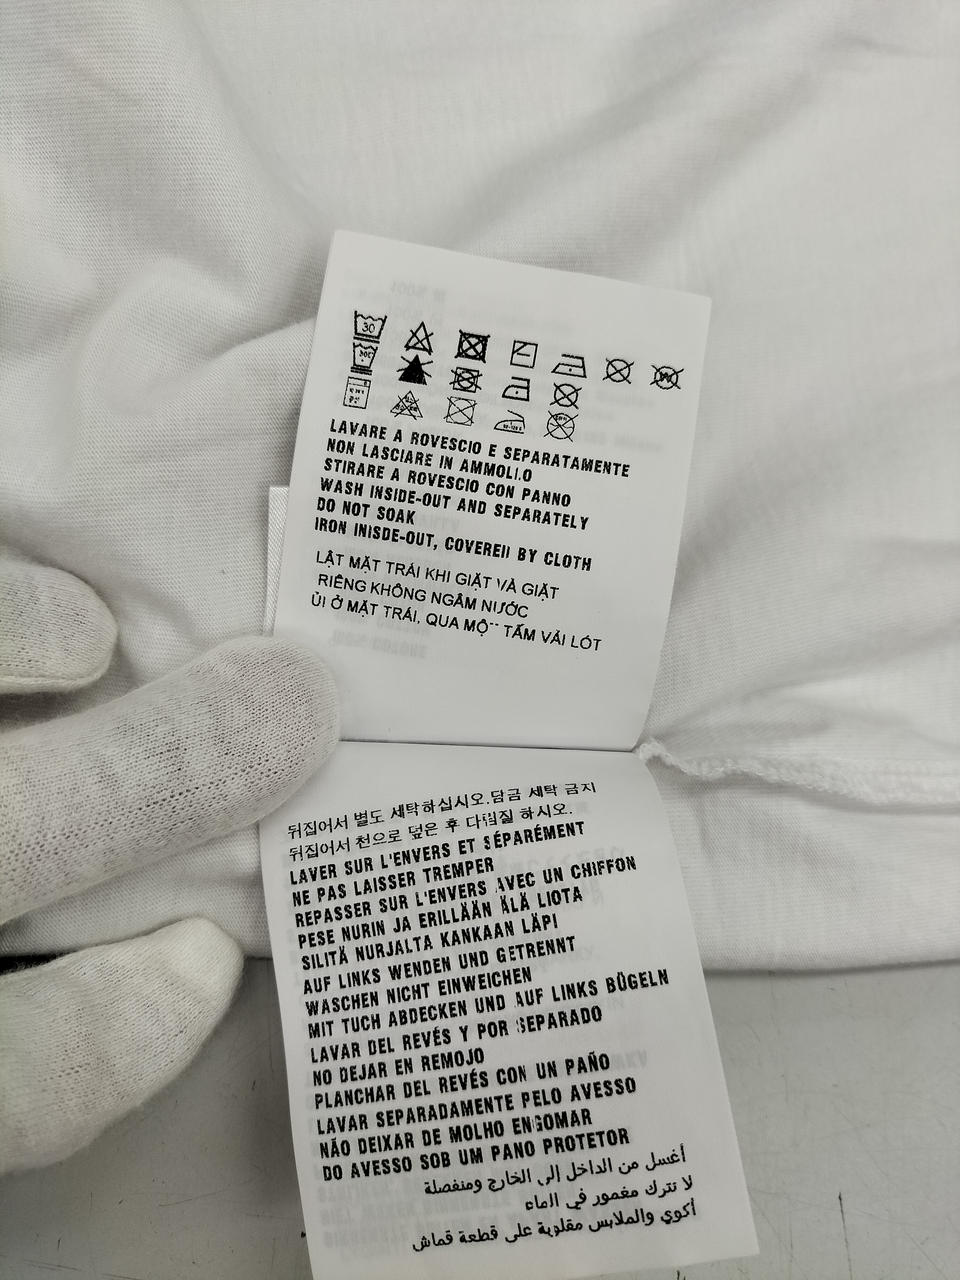 30
W
LAVARE A ROVESCIO E SEPARATAMENTE
NON LASCIARE IN AMMOLLO
STIRARE A ROVESCIO CON PANNO
WASH INSIDE-OUT AND SEPARATELY
DO NOT SOAK
IRON INISDE-OUT, COVERED BY CLOTH
LẬT MẶT TRÁI KHI GIẶT VÀ GIẶT
RIÊNG KHÔNG NGÂM NƯỚC
ỦI Ở MẶT TRÁI, QUA MỘT TẤM VẢI LÓT
뒤집어서 별도 세탁하십시오.담금 세탁 금지
뒤집어서 천으로 덮은 후 다림질 하시오.
LAVER SUR L'ENVERS ET SÉPARÉMENT
NE PAS LAISSER TREMPER
REPASSER SUR L'ENVERS AVEC UN CHIFFON
PESE NURIN JA ERILLÄÄN ÄLÄ LIOTA
SILITÄ NURJALTA KANKAAN LÄPI
AUF LINKS WENDEN UND GETRENNT
WASCHEN NICHT EINWEICHEN
MIT TUCH ABDECKEN UND AUF LINKS BÜGELN
LAVAR DEL REVÉS Y POR SEPARADO
NO DEJAR EN REMOJO
PLANCHAR DEL REVÉS CON UN PAÑO
LAVAR SEPARADAMENTE PELO AVESSO
NÃO DEIXAR DE MOLHO ENGOMAR
DO AVESSO SOB UM PANO PROTETOR
أغسل من الداخل إلى الخارج ومنفصلة
لا تترك مغمور في الماء
أكوي والملابس مقلوبة على قطعة قماش